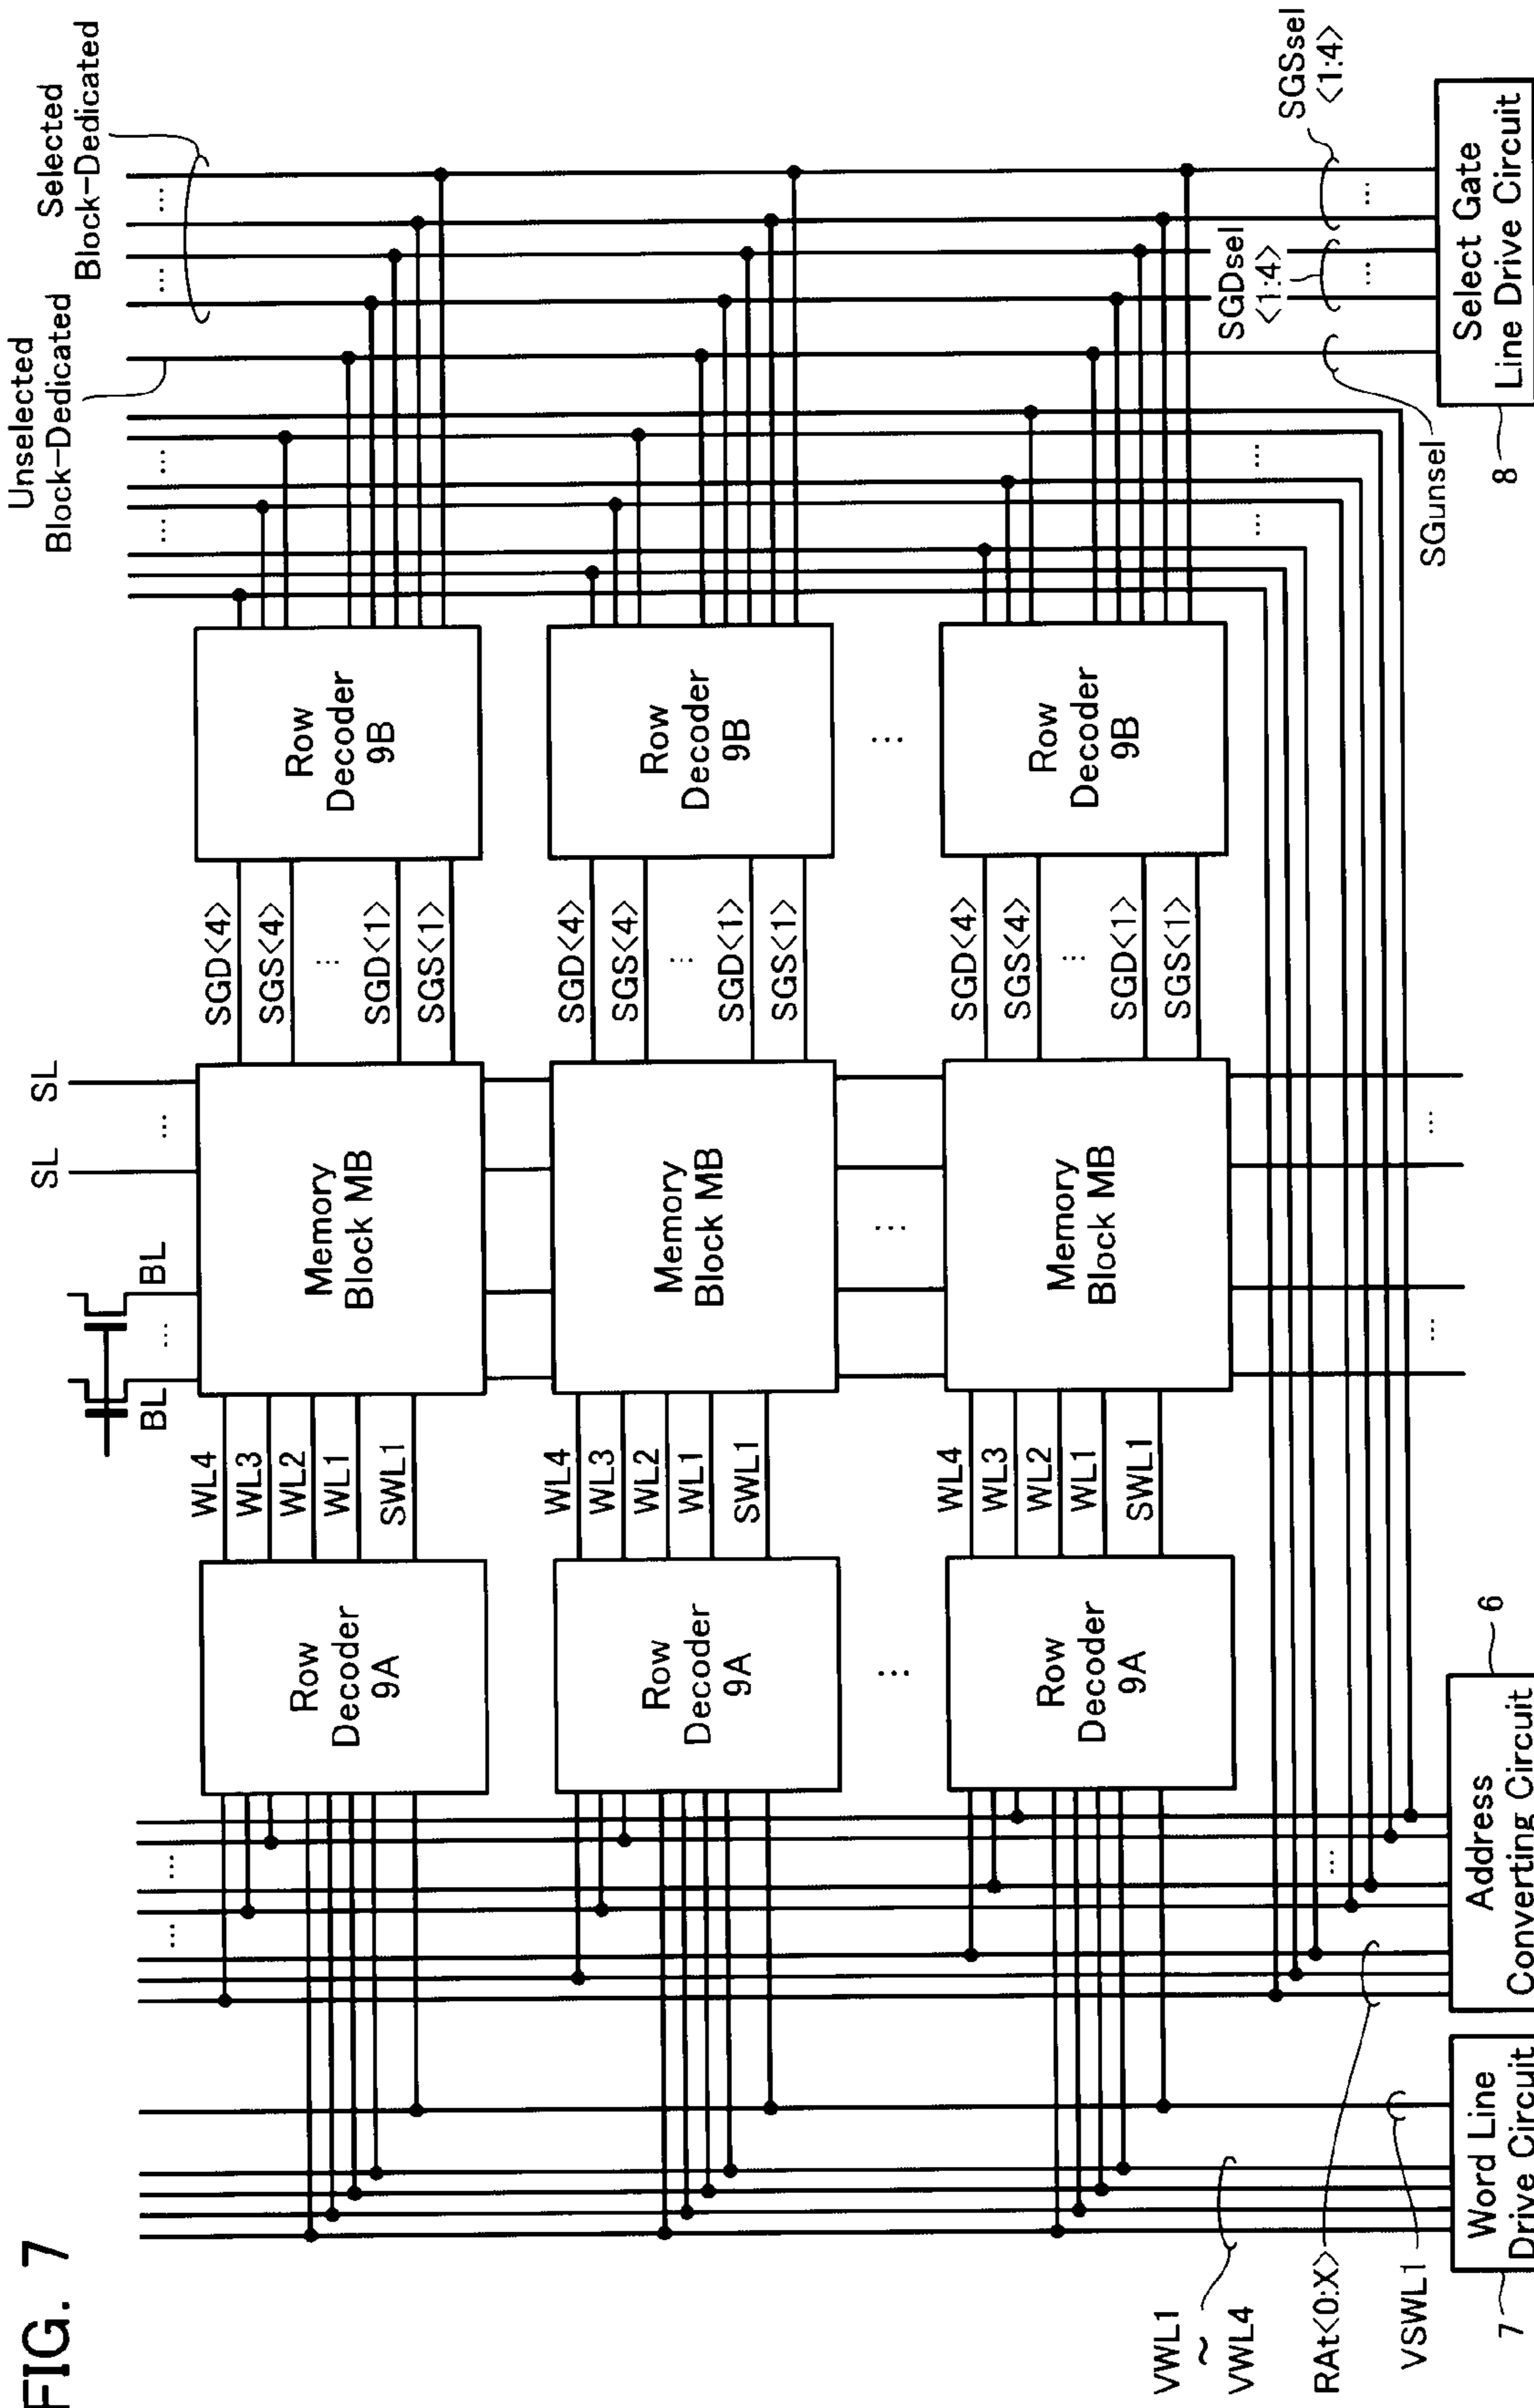 FIG. 7
Unselected
Block-Dedicated
Selected
Block-Dedicated
BL
BL
SL
SL
...
...
...
...
...
...
...
...
Row
Decoder
9A
WL4
WL3
WL2
WL1
SWL1
Memory
Block MB
SGD<4>
SGS<4>
...
SGD<1>
SGS<1>
Row
Decoder
9B
Row
Decoder
9A
WL4
WL3
WL2
WL1
SWL1
Memory
Block MB
SGD<4>
SGS<4>
...
SGD<1>
SGS<1>
Row
Decoder
9B
...
...
...
Row
Decoder
9A
WL4
WL3
WL2
WL1
SWL1
Memory
Block MB
SGD<4>
SGS<4>
...
SGD<1>
SGS<1>
Row
Decoder
9B
VWL1
~
VWL4
RAt<0:X>
VSWL1
...
...
...
...
...
SGunsel
SGDsel
<1:4>
...
SGSsel
<1:4>
...
7
Word Line
Drive Circuit
Address
Converting Circuit
6
8
Select Gate
Line Drive Circuit